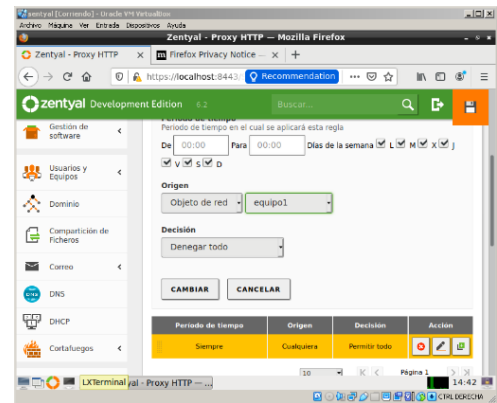 zentyal [Corriendo] - Oracle VM VirtualBox
Archivo Máquina Ver Entrada Dispositivos Ayuda
Zentyal - Proxy HTTP — Mozilla Firefox
Zentyal - Proxy HTTP × Firefox Privacy Notice — × +
https://localhost:8443/ Recommendation
zentyal Development Edition 6.2 Buscar...
Gestión de software
Usuarios y Equipos
Dominio
Compartición de Ficheros
Correo
DNS
DHCP
Cortafuegos
Período de tiempo
Período de tiempo en el cual se aplicará esta regla
De 00:00 Para 00:00 Días de la semana L M X J
V S D
Origen
Objeto de red equipo1
Decisión
Denegar todo
CAMBIAR CANCELAR
Período de tiempo Origen Decisión Acción
Siempre Cualquiera Permitir todo
10 Página 1
LXTerminal yal - Proxy HTTP — ... 14:42
CTRL DERECHA